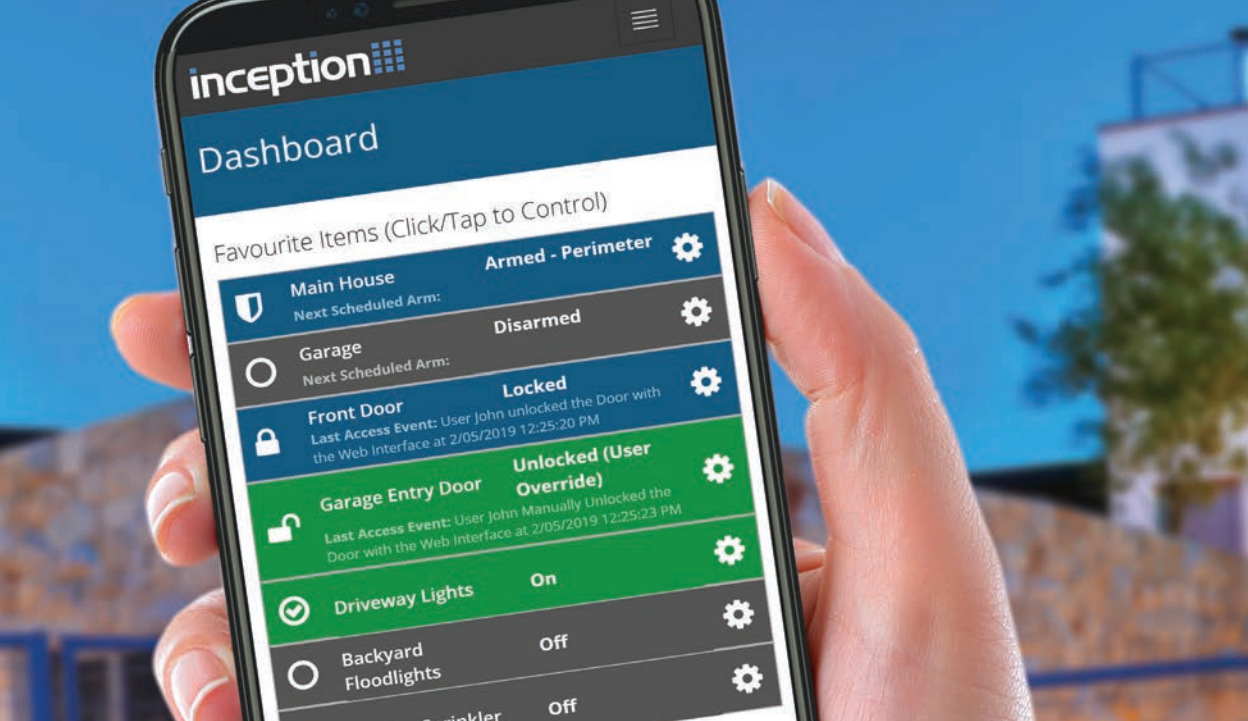 inception
Dashboard
Favourite Items (Click/Tap to Control)
Main House Armed - Perimeter
Next Scheduled Arm:
Garage Disarmed
Next Scheduled Arm:
Front Door Locked
Last Access Event: User John unlocked the Door with
the Web Interface at 2/05/2019 12:25:20 PM
Garage Entry Door Unlocked (User
Override)
Last Access Event: User John Manually Unlocked the
Door with the Web Interface at 2/05/2019 12:25:23 PM
Driveway Lights On
Backyard Off
Floodlights
Off